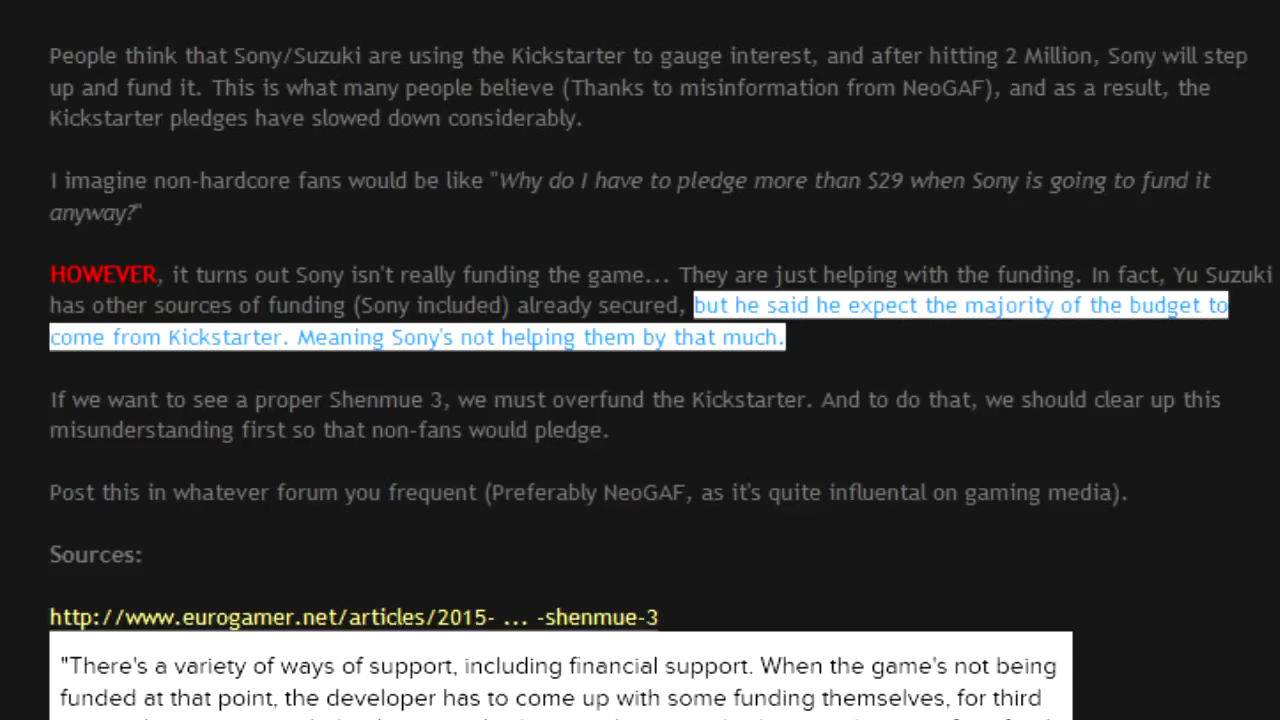 People think that Sony/Suzuki are using the Kickstarter to gauge interest, and after hitting 2 Million, Sony will step
up and fund it. This is what many people believe (Thanks to misinformation from NeoGAF), and as a result, the
Kickstarter pledges have slowed down considerably.
I imagine non-hardcore fans would be like "Why do I have to pledge more than $29 when Sony is going to fund it
anyway?"
HOWEVER, it turns out Sony isn't really funding the game... They are just helping with the funding. In fact, Yu Suzuki
has other sources of funding (Sony included) already secured, but he said he expect the majority of the budget to
come from Kickstarter. Meaning Sony's not helping them by that much.
If we want to see a proper Shenmue 3, we must overfund the Kickstarter. And to do that, we should clear up this
misunderstanding first so that non-fans would pledge.
Post this in whatever forum you frequent (Preferably NeoGAF, as it's quite influental on gaming media).
Sources:
http://www.eurogamer.net/articles/2015- ... -shenmue-3
"There's a variety of ways of support, including financial support. When the game's not being
funded at that point, the developer has to come up with some funding themselves, for third